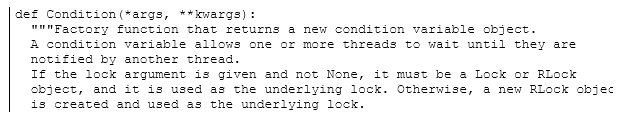 def Condition(*args, **kwargs):
"""Factory function that returns a new condition variable object.
A condition variable allows one or more threads to wait until they are
notified by another thread.
If the lock argument is given and not None, it must be a Lock or RLock
object, and it is used as the underlying lock. Otherwise, a new RLock objec
is created and used as the underlying lock.